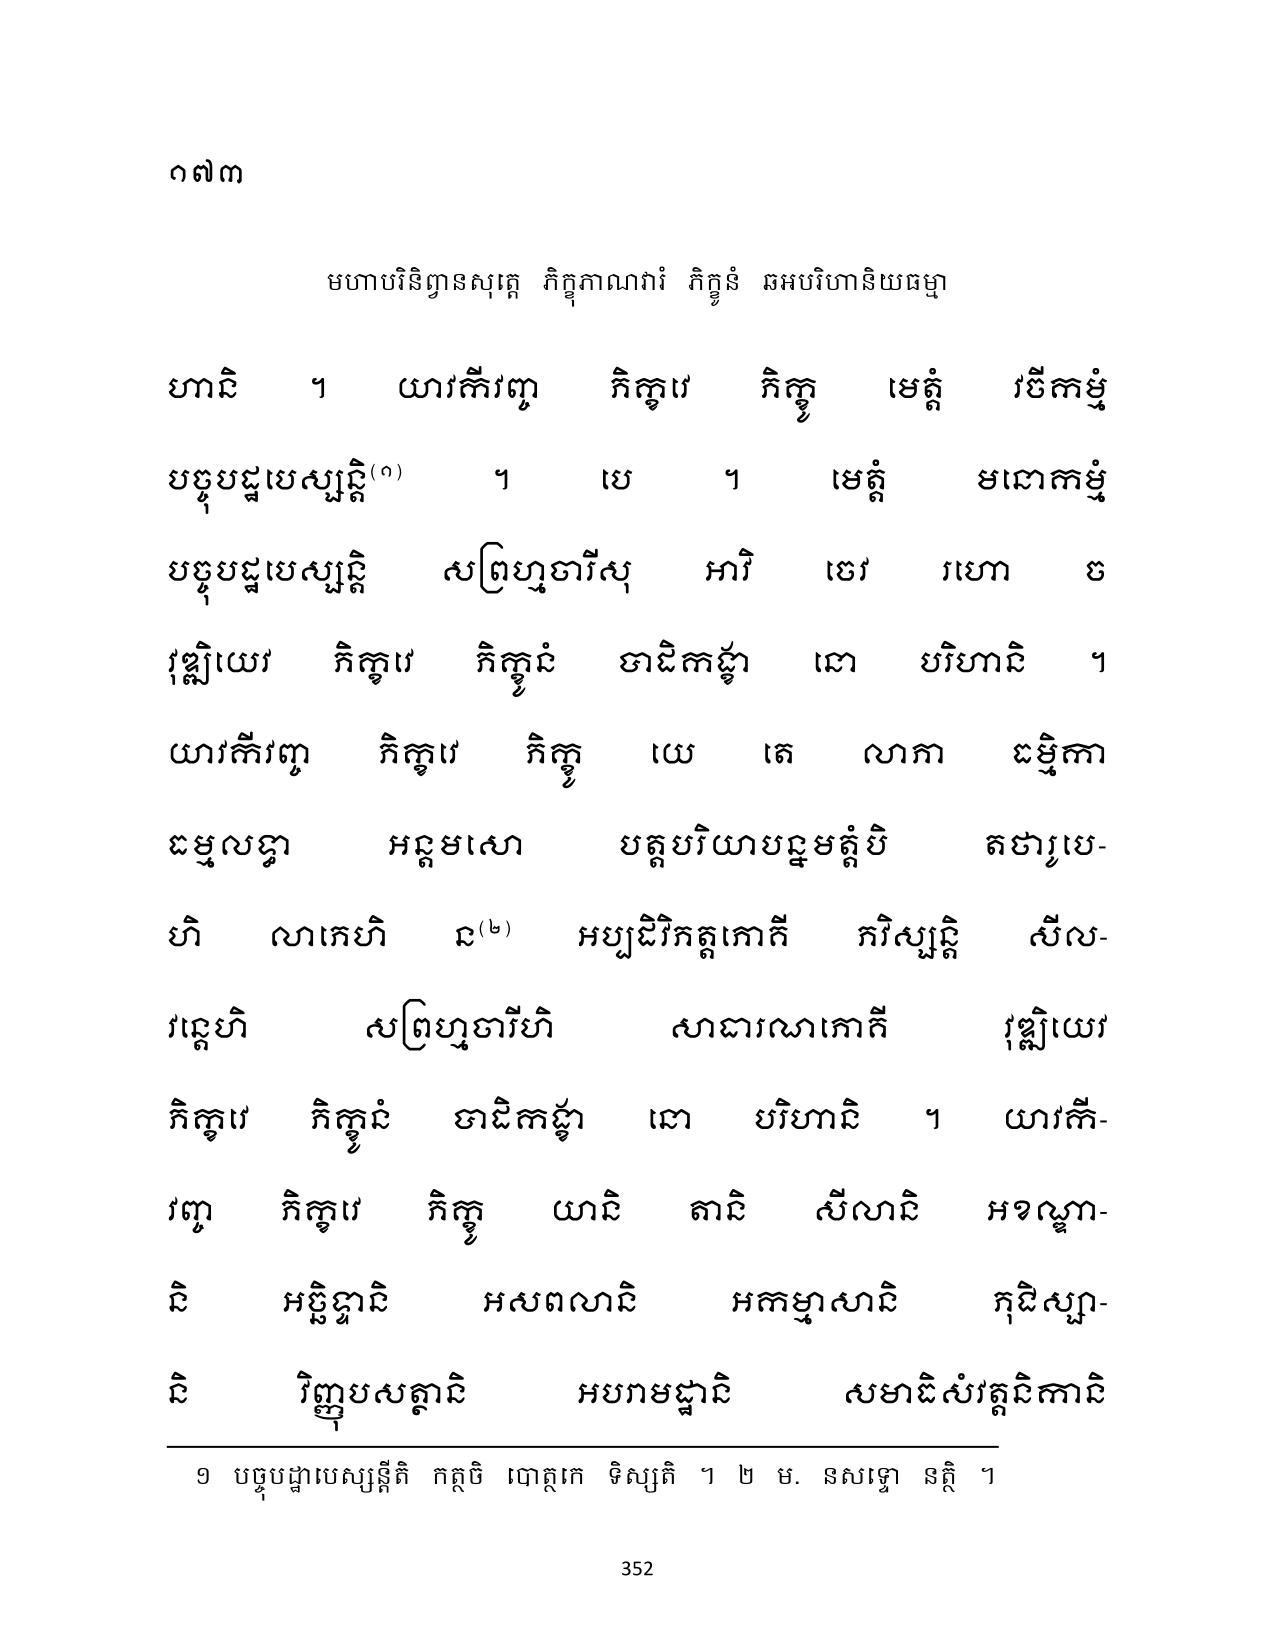 ១៧៣
មហាបរិនិព្វានសុត្តេ ភិក្ខុភាណវារំ ភិក្ខូនំ ឆអបរិហានិយធម្មា
ហានិ ។ យាវកីវញ្ច ភិក្ខវេ ភិក្ខូ មេត្តំ វចីកម្មំ
បច្ចុបដ្ឋបេស្សន្តិ(១) ។ បេ ។ មេត្តំ មនោកម្មំ
បច្ចុបដ្ឋបេស្សន្តិ សព្រហ្មចារីសុ អាវិ ចេវ រហោ ច
វុឌ្ឍិយេវ ភិក្ខវេ ភិក្ខូនំ បាដិកង្ខា នោ បរិហានិ ។
យាវកីវញ្ច ភិក្ខវេ ភិក្ខូ យេ តេ លាភា ធម្មិកា
ធម្មលទ្ធា អន្តមសោ បត្តបរិយាបន្នមត្តំបិ តថារូបេ-
ហិ លាភេហិ ន(២) អប្បដិវិភត្តភោគី ភវិស្សន្តិ សីល-
វន្តេហិ សព្រហ្មចារីហិ សាធារណភោគី វុឌ្ឍិយេវ
ភិក្ខវេ ភិក្ខូនំ បាដិកង្ខា នោ បរិហានិ ។ យាវកី-
វញ្ច ភិក្ខវេ ភិក្ខូ យានិ តានិ សីលានិ អខណ្ឌា-
និ អច្ឆិទ្ទានិ អសពលានិ អកម្មាសានិ ភុជិស្សា-
និ វិញ្ញុបសត្ថានិ អបរាមដ្ឋានិ សមាធិសំវត្តនិកានិ
១ បច្ចុបដ្ឋាបេស្សន្តីតិ កត្ថចិ បោត្ថកេ ទិស្សតិ ។ ២ ម. នសទ្ទោ នត្ថិ ។
352